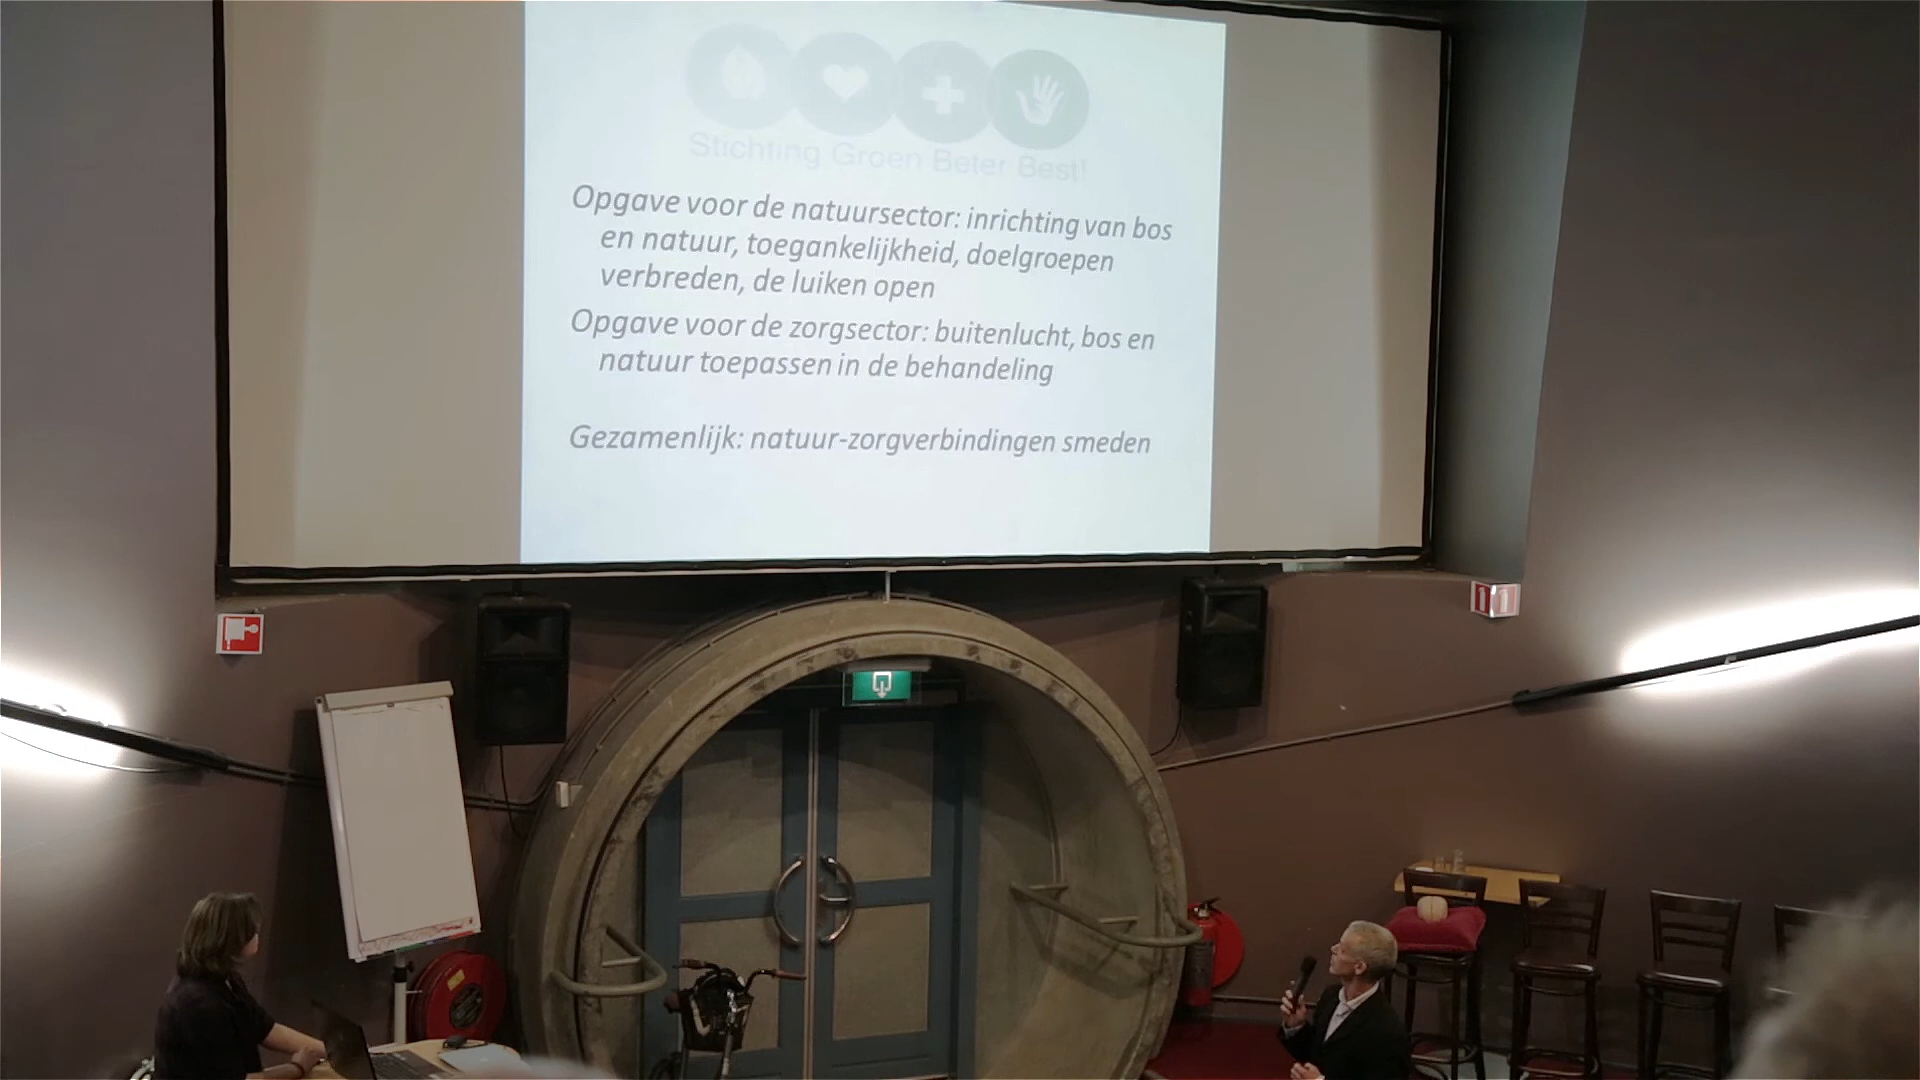 Stichting Groen Beter Best!
Opgave voor de natuursector: inrichting van bos
en natuur, toegankelijkheid, doelgroepen
verbreden, de luiken open
Opgave voor de zorgsector: buitenlucht, bos en
natuur toepassen in de behandeling
Gezamenlijk: natuur-zorgverbindingen smeden